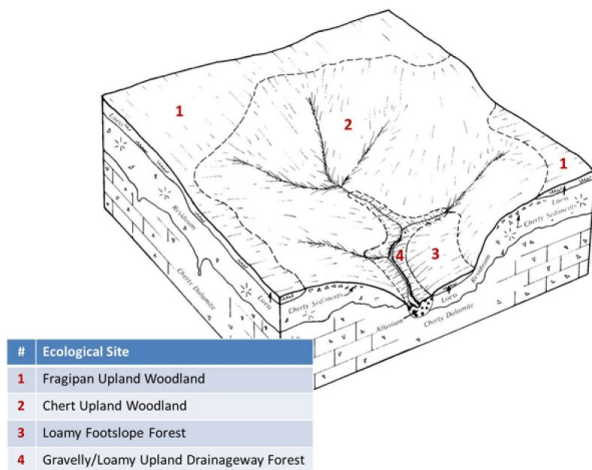 1
2
1
3
4
Loess
Residuum
Cherty Dolomite
Cherty Sediments
Loess
Loess
Cherty Sediments
Loess
Residuum
Alluvium
Cherty Dolomite
# Ecological Site
1 Fragipan Upland Woodland
2 Chert Upland Woodland
3 Loamy Footslope Forest
4 Gravelly/Loamy Upland Drainageway Forest